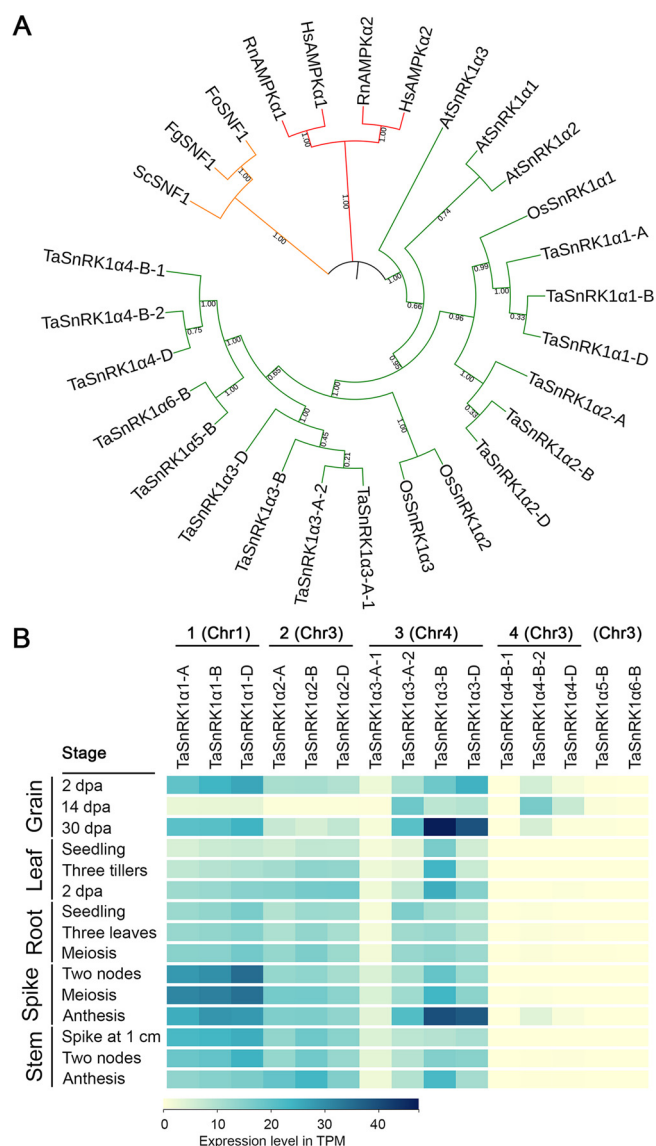 A
RnAMPKα1
HsAMPKα1
RnAMPKα2
HsAMPKα2
AtSnRK1α3
AtSnRK1α1
AtSnRK1α2
OsSnRK1α1
TaSnRK1α1-A
TaSnRK1α1-B
TaSnRK1α1-D
TaSnRK1α2-A
TaSnRK1α2-B
TaSnRK1α2-D
OsSnRK1α2
OsSnRK1α3
TaSnRK1α3-A-1
TaSnRK1α3-A-2
TaSnRK1α3-B
TaSnRK1α3-D
TaSnRK1α5-B
TaSnRK1α6-B
TaSnRK1α4-D
TaSnRK1α4-B-2
TaSnRK1α4-B-1
ScSNF1
FgSNF1
FoSNF1
1.00
1.00
1.00
1.00
1.00
1.00
0.74
0.66
0.95
0.96
0.99
1.00
0.33
1.00
0.33
1.00
1.00
0.65
1.00
0.45
0.21
1.00
1.00
1.00
0.75
B
1 (Chr1)
2 (Chr3)
3 (Chr4)
4 (Chr3)
(Chr3)
TaSnRK1α1-A
TaSnRK1α1-B
TaSnRK1α1-D
TaSnRK1α2-A
TaSnRK1α2-B
TaSnRK1α2-D
TaSnRK1α3-A-1
TaSnRK1α3-A-2
TaSnRK1α3-B
TaSnRK1α3-D
TaSnRK1α4-B-1
TaSnRK1α4-B-2
TaSnRK1α4-D
TaSnRK1α5-B
TaSnRK1α6-B
Stage
Grain
2 dpa
14 dpa
30 dpa
Leaf
Seedling
Three tillers
2 dpa
Root
Seedling
Three leaves
Meiosis
Spike
Two nodes
Meiosis
Anthesis
Stem
Spike at 1 cm
Two nodes
Anthesis
0 10 20 30 40
Expression level in TPM